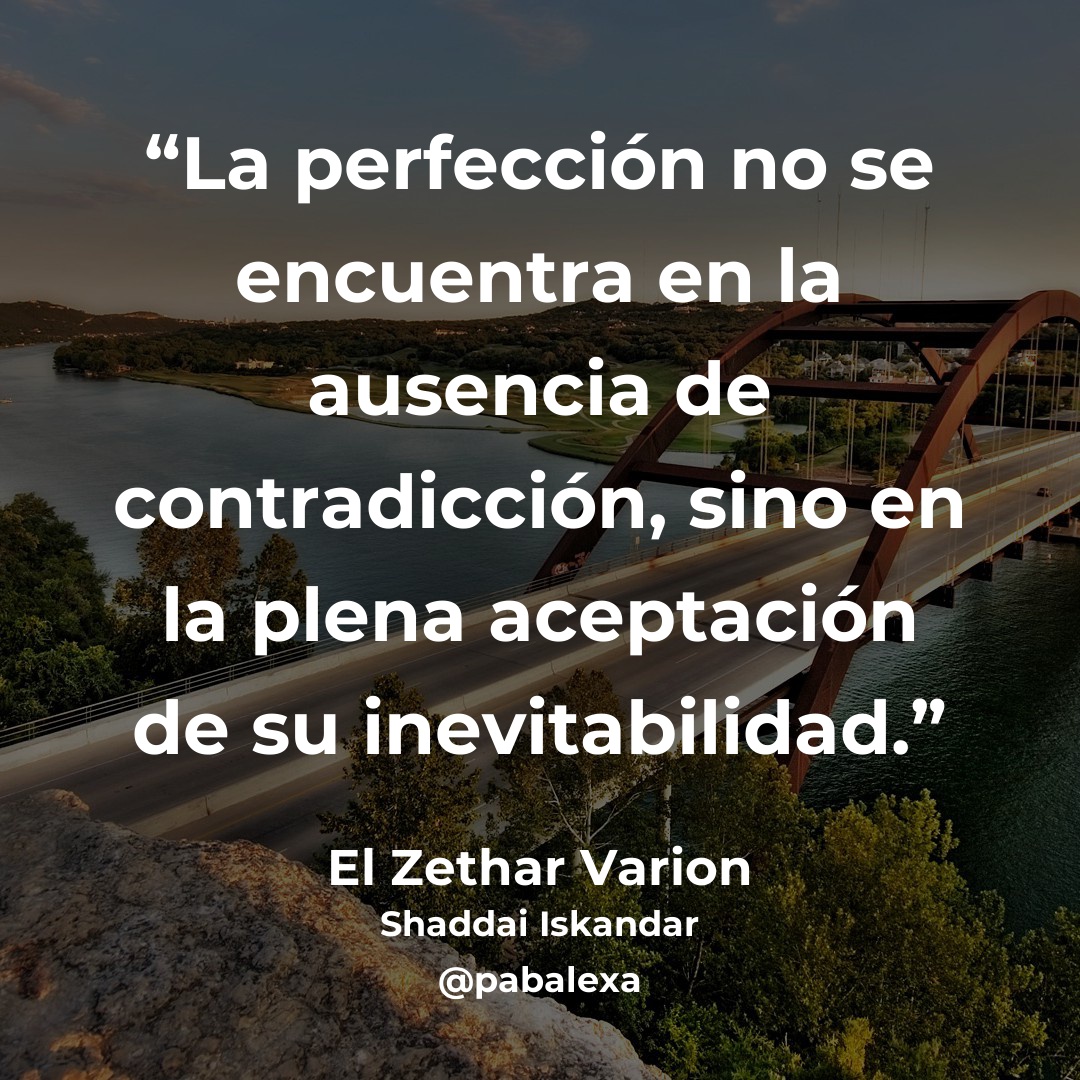 “La perfección no se
encuentra en la
ausencia de
contradicción, sino en
la plena aceptación
de su inevitabilidad.”
El Zethar Varion
Shaddai Iskandar
@pabalexa